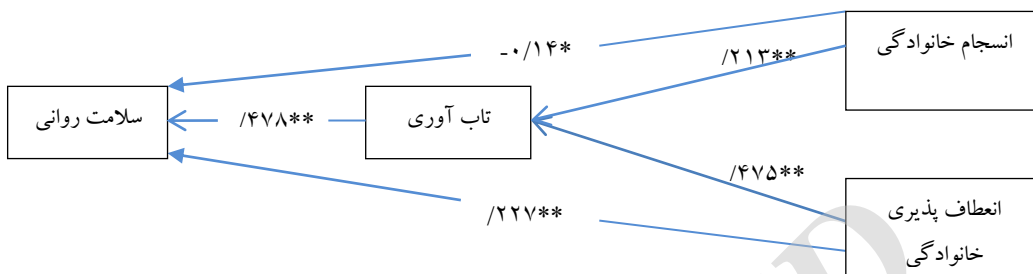 انسجام خانوادگی
-۰/۱۴*
/۲۱۳**
سلامت روانی
/۴۷۸**
تاب آوری
/۴۷۵**
/۲۲۷**
انعطاف پذیری
خانوادگی